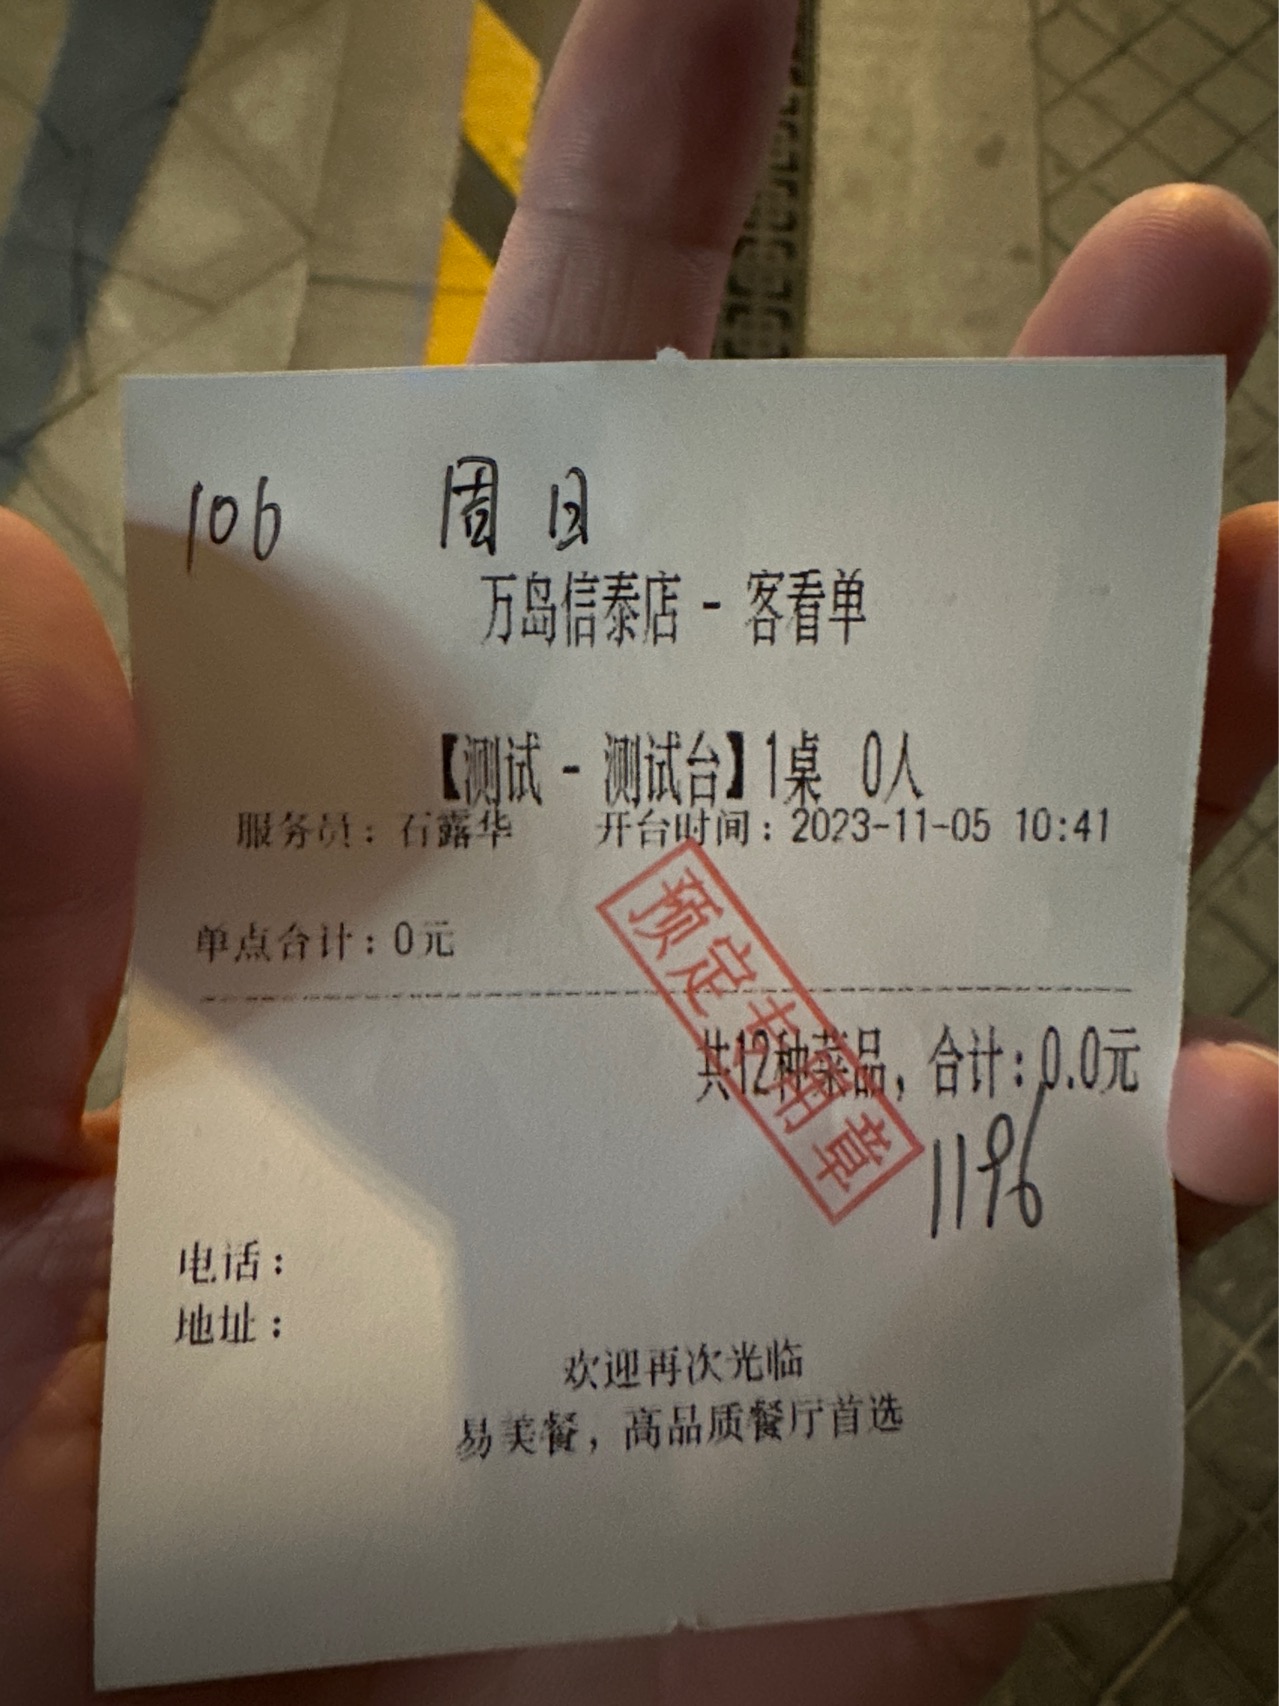 106 周日
万岛信泰店 - 客看单
【测试 - 测试台】1桌 0人
服务员：石露华 开台时间：2023-11-05 10:41
单点合计：0元
预定专用章
共12种菜品，合计：0.0元
1196
电话：
地址：
欢迎再次光临
易美餐，高品质餐厅首选